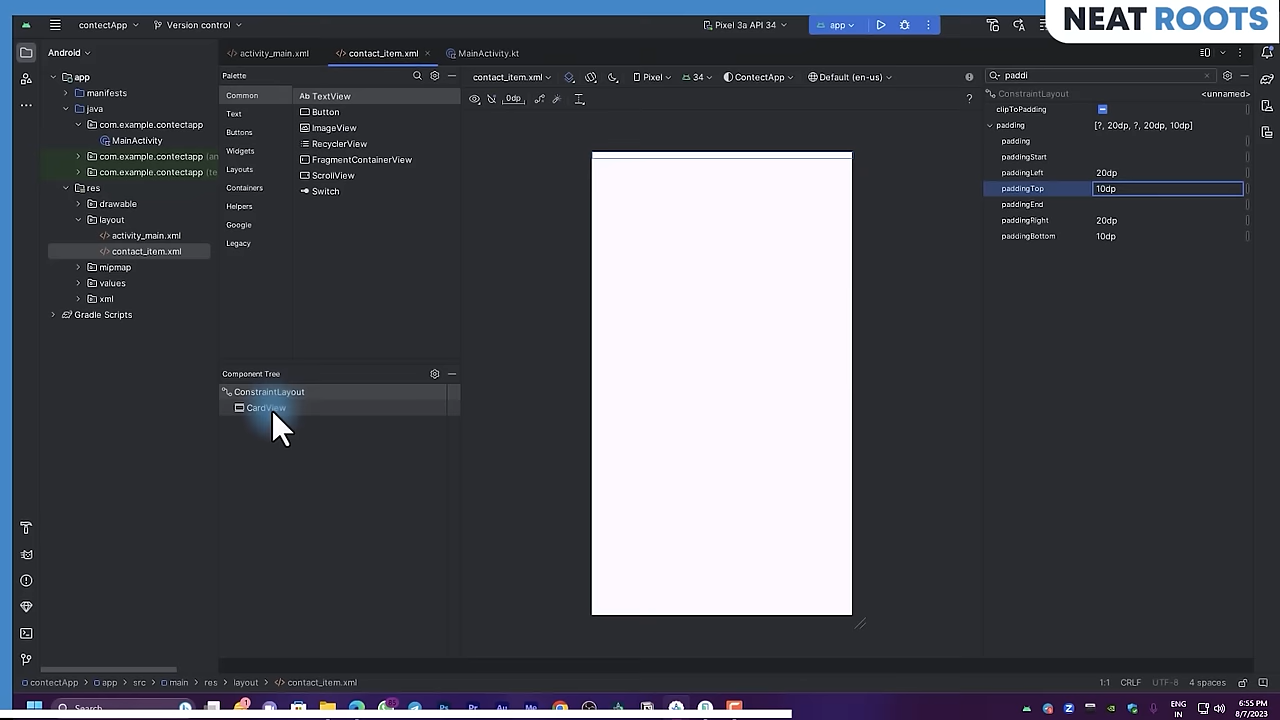 NEAT ROOTS
contectApp
Version control
Pixel 3a API 34
app
Android
activity_main.xml
contact_item.xml
MainActivity.kt
app
manifests
java
com.example.contectapp
MainActivity
com.example.contectapp (an
com.example.contectapp (te
res
drawable
layout
activity_main.xml
contact_item.xml
mipmap
values
xml
Gradle Scripts
Palette
Common
Text
Buttons
Widgets
Layouts
Containers
Helpers
Google
Legacy
Ab TextView
Button
ImageView
RecyclerView
FragmentContainerView
ScrollView
Switch
Component Tree
ConstraintLayout
CardView
contact_item.xml
Pixel
34
ContectApp
Default (en-us)
0dp
?
paddi
ConstraintLayout
<unnamed>
clipToPadding
padding [?, 20dp, ?, 20dp, 10dp]
padding
paddingStart
paddingLeft 20dp
paddingTop 10dp
paddingEnd
paddingRight 20dp
paddingBottom 10dp
contectApp
app
src
main
res
layout
contact_item.xml
1:1
CRLF
UTF-8
4 spaces
Search
Ps
Pr
Au
Me
ENG
IN
6:55 PM
8/7/2023